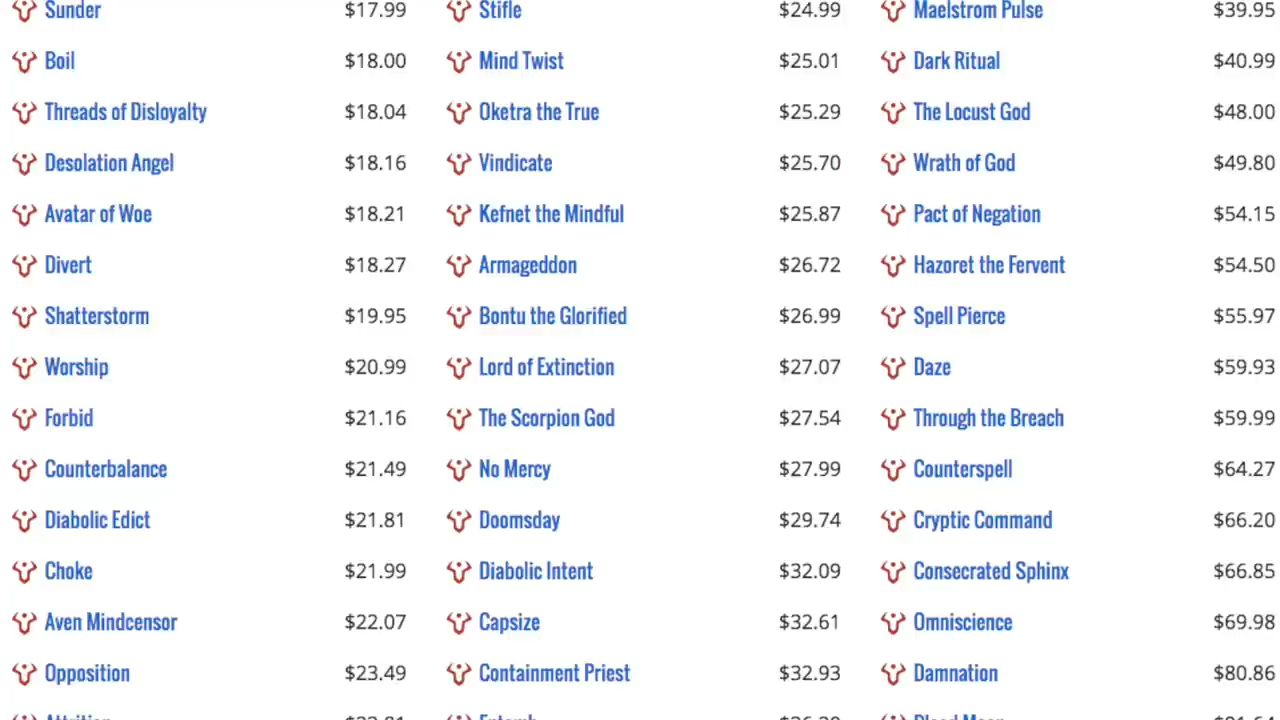 Sunder $17.99
Boil $18.00
Threads of Disloyalty $18.04
Desolation Angel $18.16
Avatar of Woe $18.21
Divert $18.27
Shatterstorm $19.95
Worship $20.99
Forbid $21.16
Counterbalance $21.49
Diabolic Edict $21.81
Choke $21.99
Aven Mindcensor $22.07
Opposition $23.49
Stifle $24.99
Mind Twist $25.01
Oketra the True $25.29
Vindicate $25.70
Kefnet the Mindful $25.87
Armageddon $26.72
Bontu the Glorified $26.99
Lord of Extinction $27.07
The Scorpion God $27.54
No Mercy $27.99
Doomsday $29.74
Diabolic Intent $32.09
Capsize $32.61
Containment Priest $32.93
Maelstrom Pulse $39.95
Dark Ritual $40.99
The Locust God $48.00
Wrath of God $49.80
Pact of Negation $54.15
Hazoret the Fervent $54.50
Spell Pierce $55.97
Daze $59.93
Through the Breach $59.99
Counterspell $64.27
Cryptic Command $66.20
Consecrated Sphinx $66.85
Omniscience $69.98
Damnation $80.86